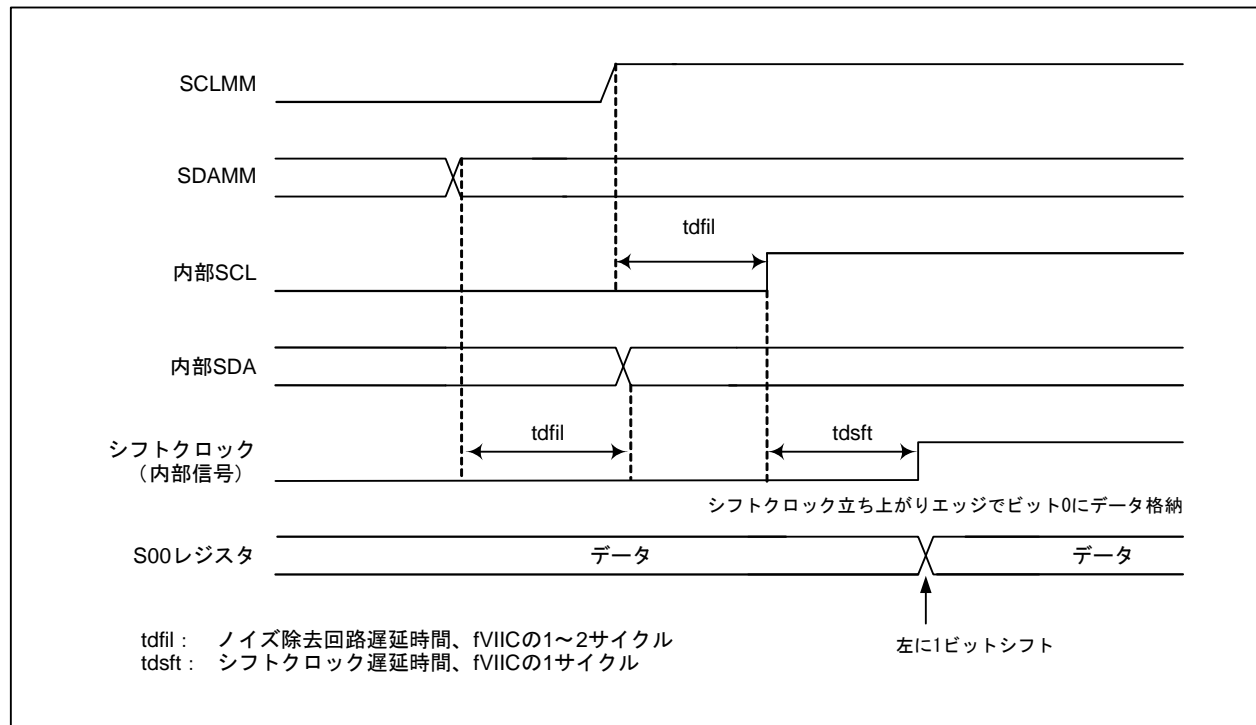 SCLMM
SDAMM
tdfil
内部SCL
内部SDA
tdfil
tdsft
シフトクロック
（内部信号）
シフトクロック立ち上がりエッジでビット0にデータ格納
S00レジスタ
データ
データ
左に1ビットシフト
tdfil： ノイズ除去回路遅延時間、fVIICの1～2サイクル
tdsft： シフトクロック遅延時間、fVIICの1サイクル